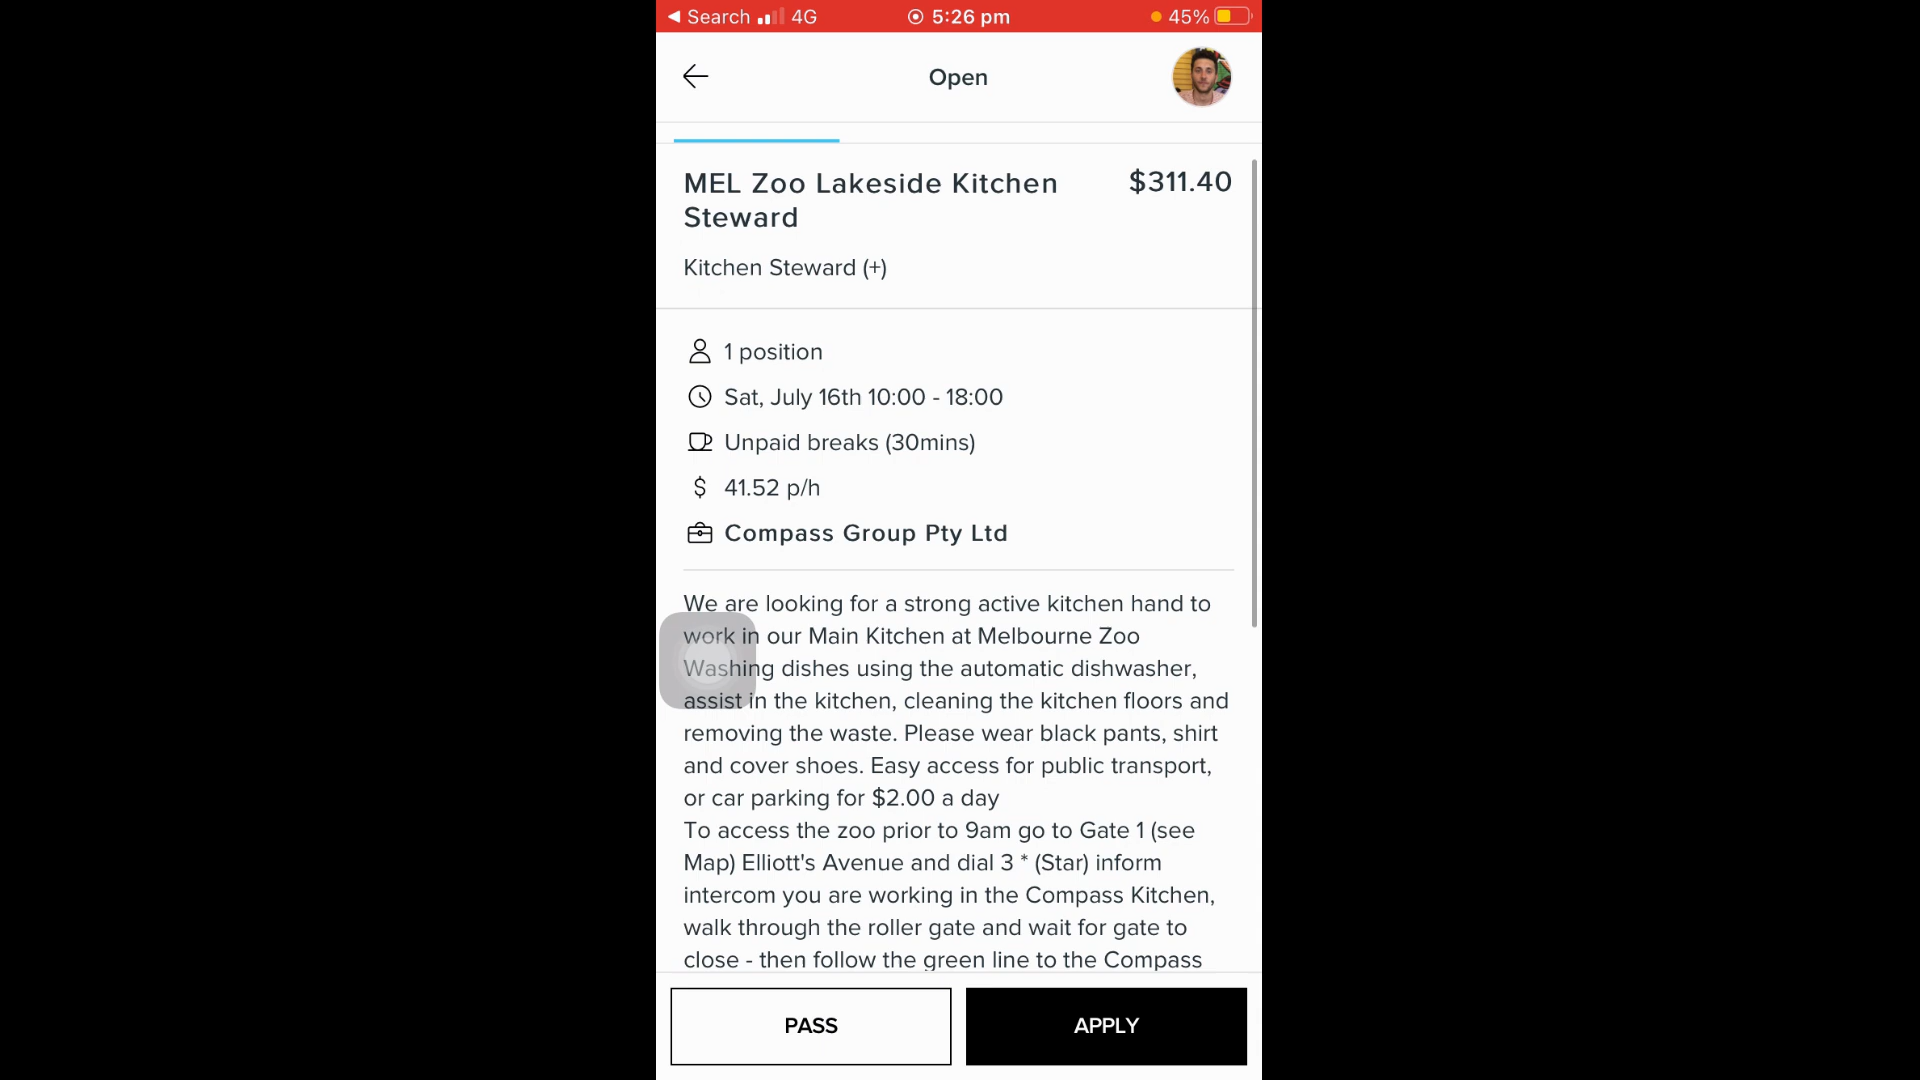 ◀ Search 4G 5:26 pm 45%
Open
MEL Zoo Lakeside Kitchen $311.40
Steward
Kitchen Steward (+)
1 position
Sat, July 16th 10:00 - 18:00
Unpaid breaks (30mins)
$ 41.52 p/h
Compass Group Pty Ltd
We are looking for a strong active kitchen hand to
work in our Main Kitchen at Melbourne Zoo
Washing dishes using the automatic dishwasher,
assist in the kitchen, cleaning the kitchen floors and
removing the waste. Please wear black pants, shirt
and cover shoes. Easy access for public transport,
or car parking for $2.00 a day
To access the zoo prior to 9am go to Gate 1 (see
Map) Elliott's Avenue and dial 3 * (Star) inform
intercom you are working in the Compass Kitchen,
walk through the roller gate and wait for gate to
close - then follow the green line to the Compass
PASS APPLY